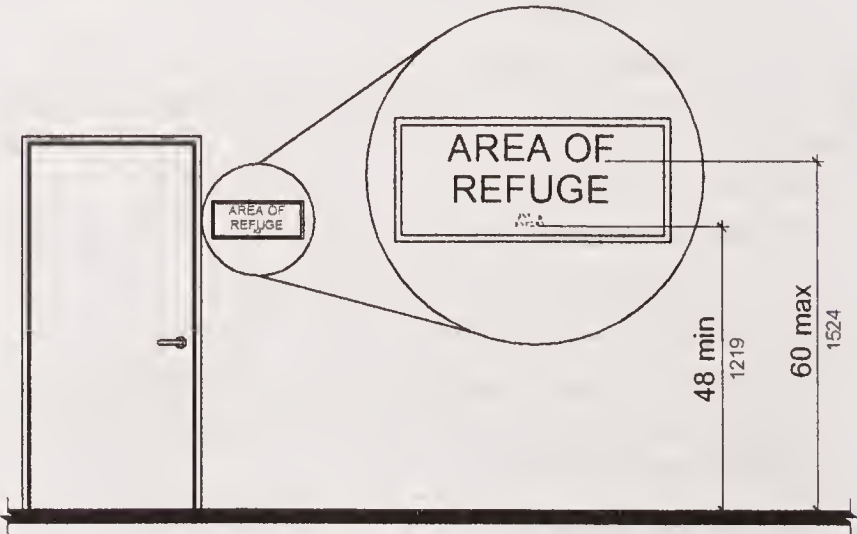 AREA OF
REFUGE
AREA OF
REFUGE
48 min
1219
60 max
1524